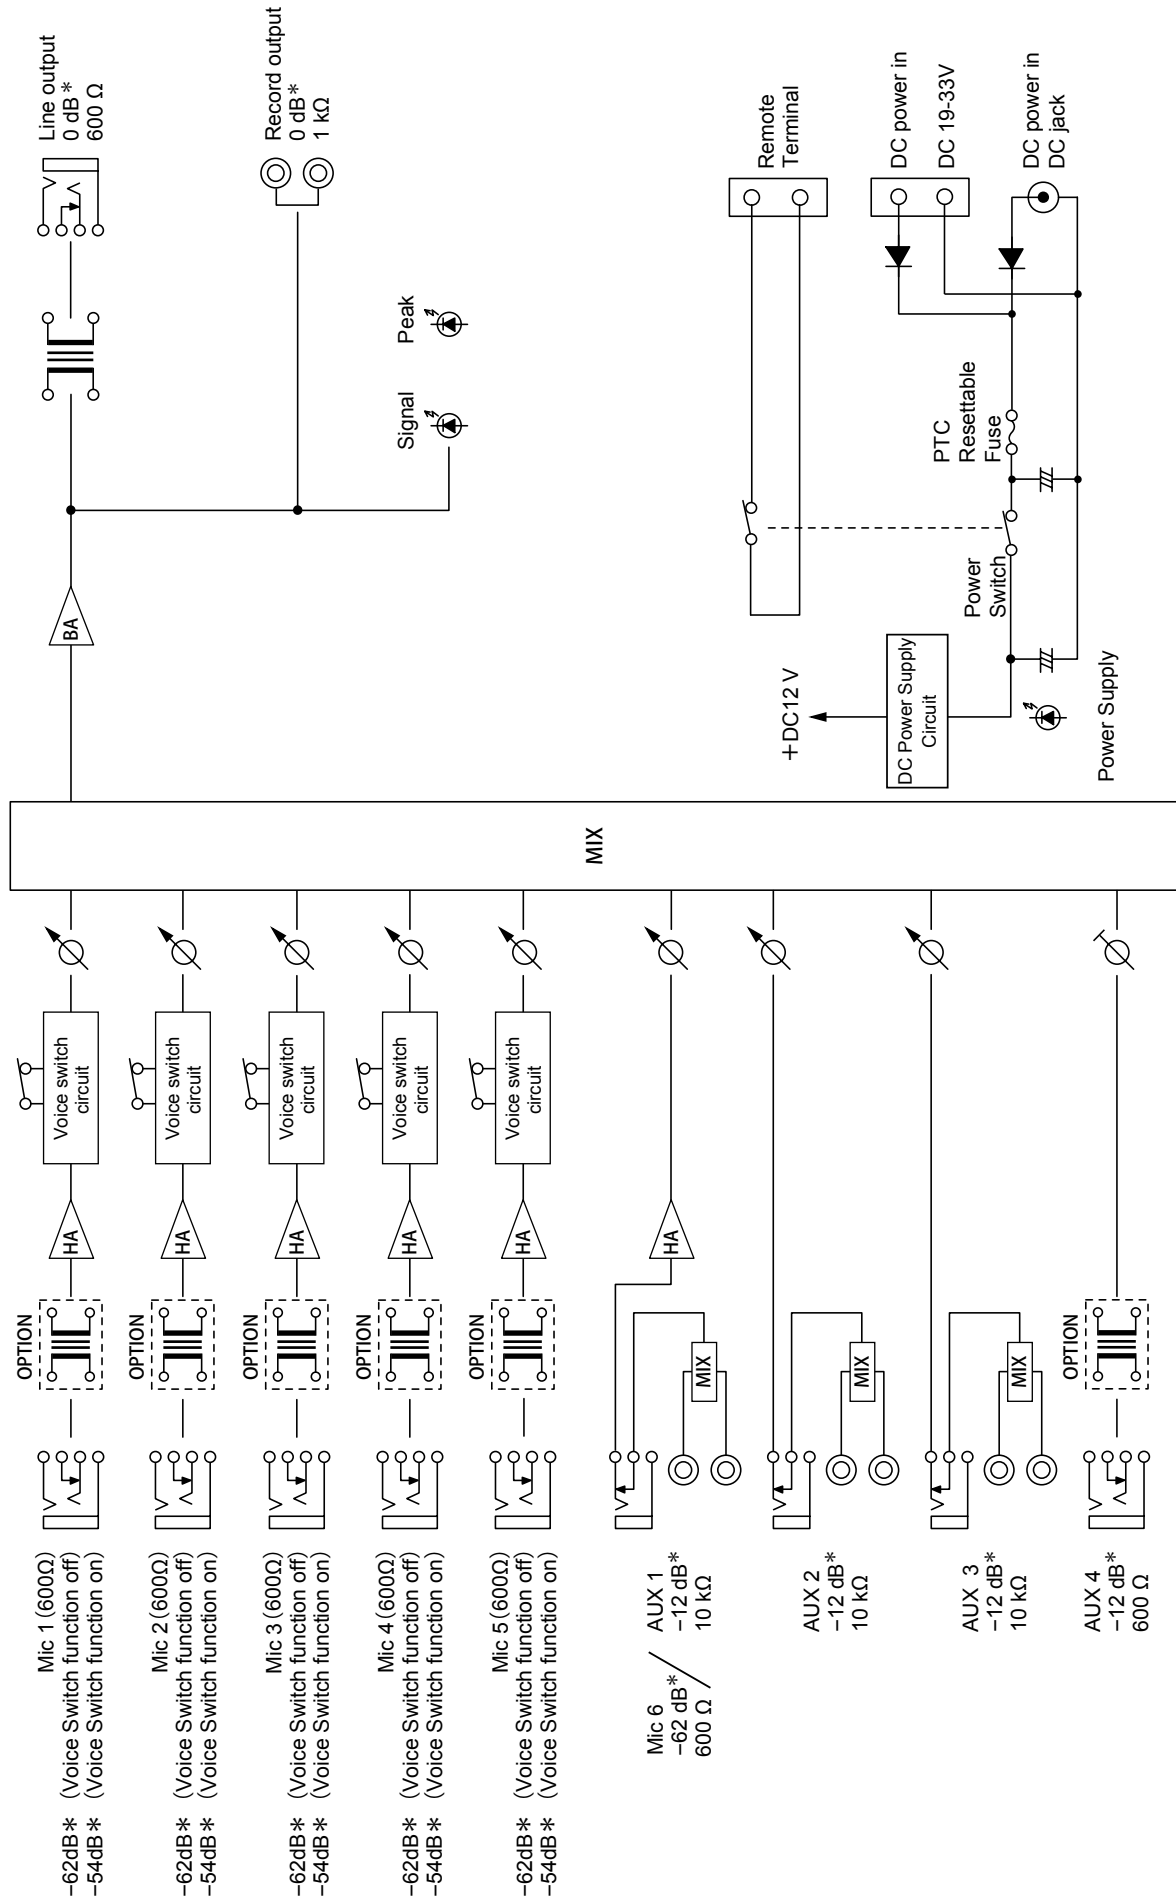 Mic 1 (600Ω)
−62dB* (Voice Switch function off)
−54dB* (Voice Switch function on)
OPTION
HA
Voice switch
circuit
Mic 2 (600Ω)
−62dB* (Voice Switch function off)
−54dB* (Voice Switch function on)
OPTION
HA
Voice switch
circuit
Mic 3 (600Ω)
−62dB* (Voice Switch function off)
−54dB* (Voice Switch function on)
OPTION
HA
Voice switch
circuit
Mic 4 (600Ω)
−62dB* (Voice Switch function off)
−54dB* (Voice Switch function on)
OPTION
HA
Voice switch
circuit
Mic 5 (600Ω)
−62dB* (Voice Switch function off)
−54dB* (Voice Switch function on)
OPTION
HA
Voice switch
circuit
Mic 6
−62 dB*
600 Ω
/
AUX 1
−12 dB*
10 kΩ
MIX
HA
AUX 2
−12 dB*
10 kΩ
MIX
AUX 3
−12 dB*
10 kΩ
MIX
AUX 4
−12 dB*
600 Ω
OPTION
MIX
BA
Line output
0 dB*
600 Ω
Record output
0 dB*
1 kΩ
Signal
Peak
Remote
Terminal
DC power in
DC 19-33V
DC power in
DC jack
PTC
Resettable
Fuse
Power
Switch
+DC12 V
DC Power Supply
Circuit
Power Supply